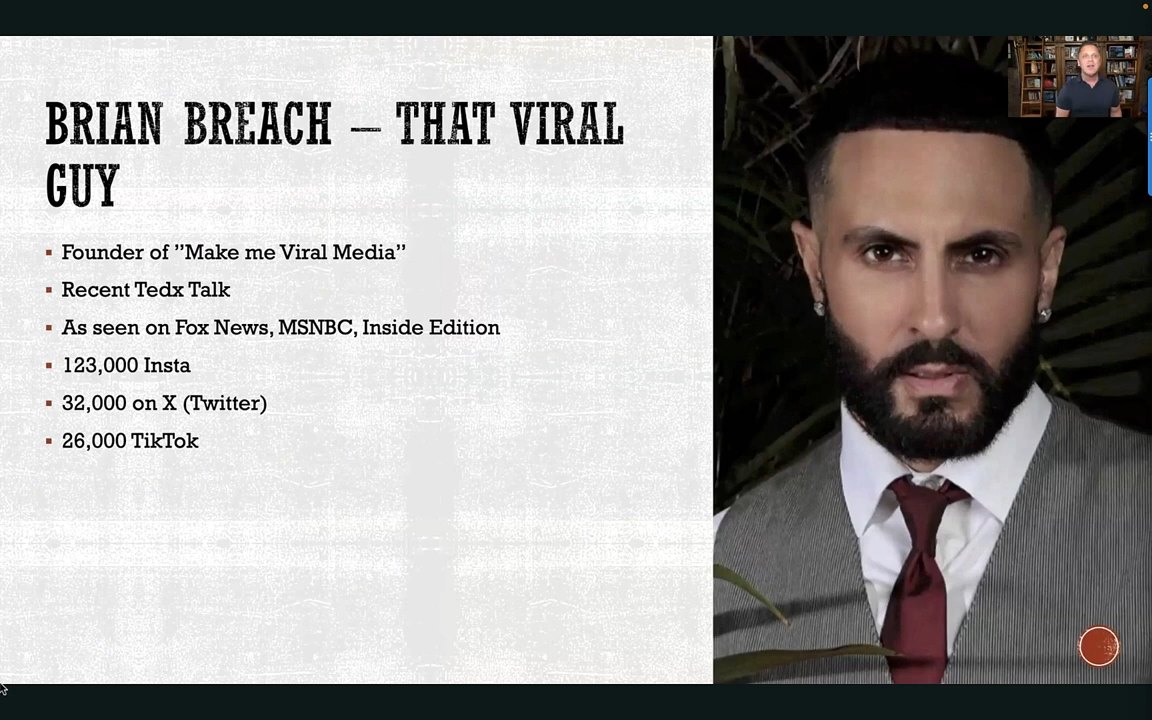 BRIAN BREACH – THAT VIRAL
GUY
▪ Founder of ”Make me Viral Media”
▪ Recent Tedx Talk
▪ As seen on Fox News, MSNBC, Inside Edition
▪ 123,000 Insta
▪ 32,000 on X (Twitter)
▪ 26,000 TikTok